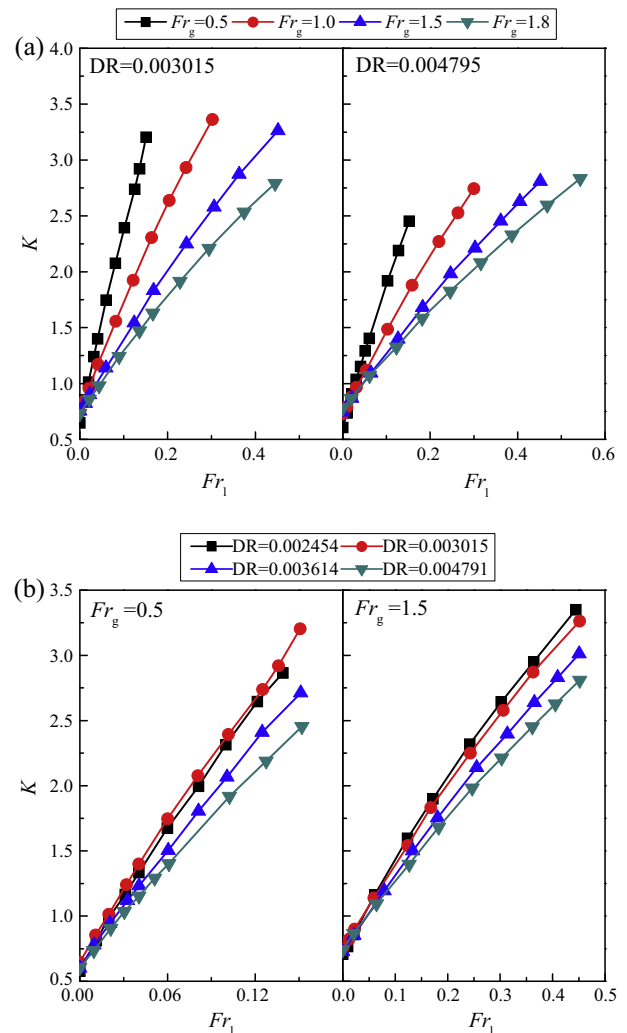 Fr_g=0.5 Fr_g=1.0 Fr_g=1.5 Fr_g=1.8
(a)
DR=0.003015 DR=0.004795
4.0
3.5
3.0
2.5
2.0
1.5
1.0
0.5
K
0.0 0.2 0.4 0.0 0.2 0.4 0.6
Fr_l Fr_l
DR=0.002454 DR=0.003015
DR=0.003614 DR=0.004791
(b)
Fr_g=0.5 Fr_g=1.5
3.5
3.0
2.5
2.0
1.5
1.0
0.5
K
0.00 0.06 0.12 0.0 0.1 0.2 0.3 0.4 0.5
Fr_l Fr_l